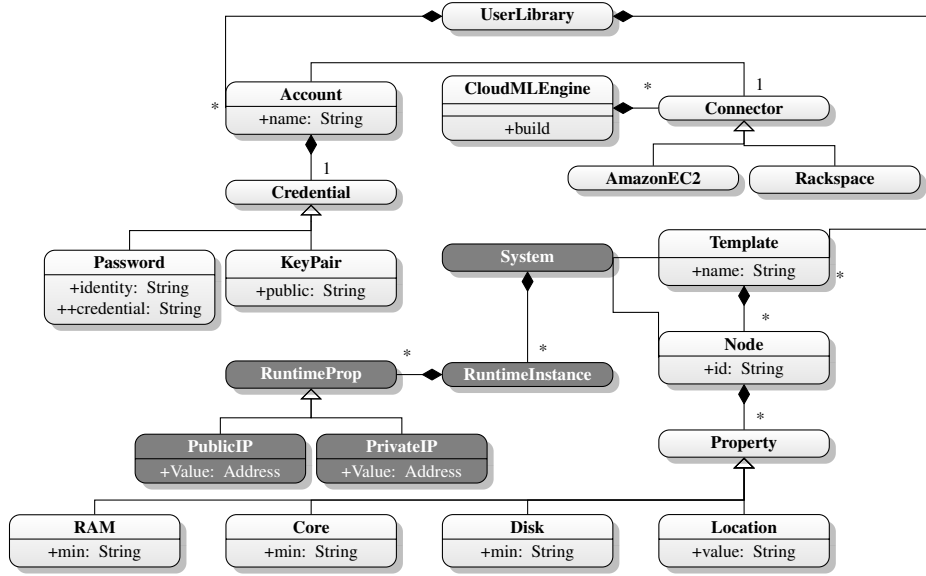 UserLibrary
*
Account
+name: String
CloudMLEngine
+build
*
1
Connector
1
Credential
AmazonEC2
Rackspace
Password
+identity: String
++credential: String
KeyPair
+public: String
System
Template
+name: String
*
*
Node
+id: String
*
*
RuntimeProp
RuntimeInstance
*
Property
PublicIP
+Value: Address
PrivateIP
+Value: Address
RAM
+min: String
Core
+min: String
Disk
+min: String
Location
+value: String